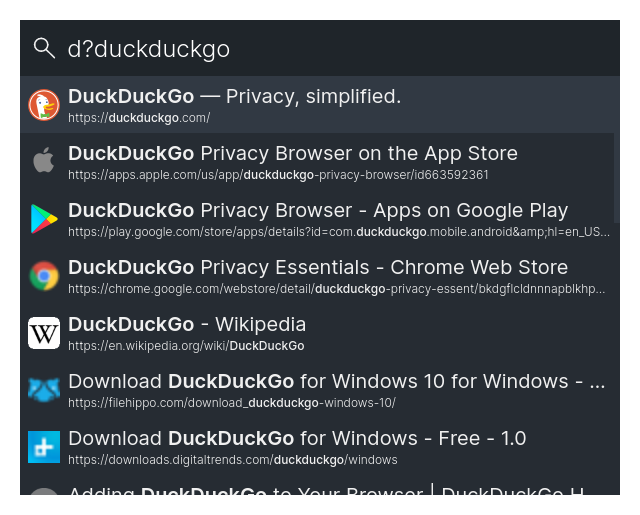 d?duckduckgo
DuckDuckGo — Privacy, simplified.
https://duckduckgo.com/
DuckDuckGo Privacy Browser on the App Store
https://apps.apple.com/us/app/duckduckgo-privacy-browser/id663592361
DuckDuckGo Privacy Browser - Apps on Google Play
https://play.google.com/store/apps/details?id=com.duckduckgo.mobile.android&amp;hl=en_US...
DuckDuckGo Privacy Essentials - Chrome Web Store
https://chrome.google.com/webstore/detail/duckduckgo-privacy-essent/bkdgflcldnnnapblkhp...
W
DuckDuckGo - Wikipedia
https://en.wikipedia.org/wiki/DuckDuckGo
Download DuckDuckGo for Windows 10 for Windows - ...
https://filehippo.com/download_duckduckgo-windows-10/
Download DuckDuckGo for Windows - Free - 1.0
https://downloads.digitaltrends.com/duckduckgo/windows
Adding DuckDuckGo to Your Browser | DuckDuckGo H...